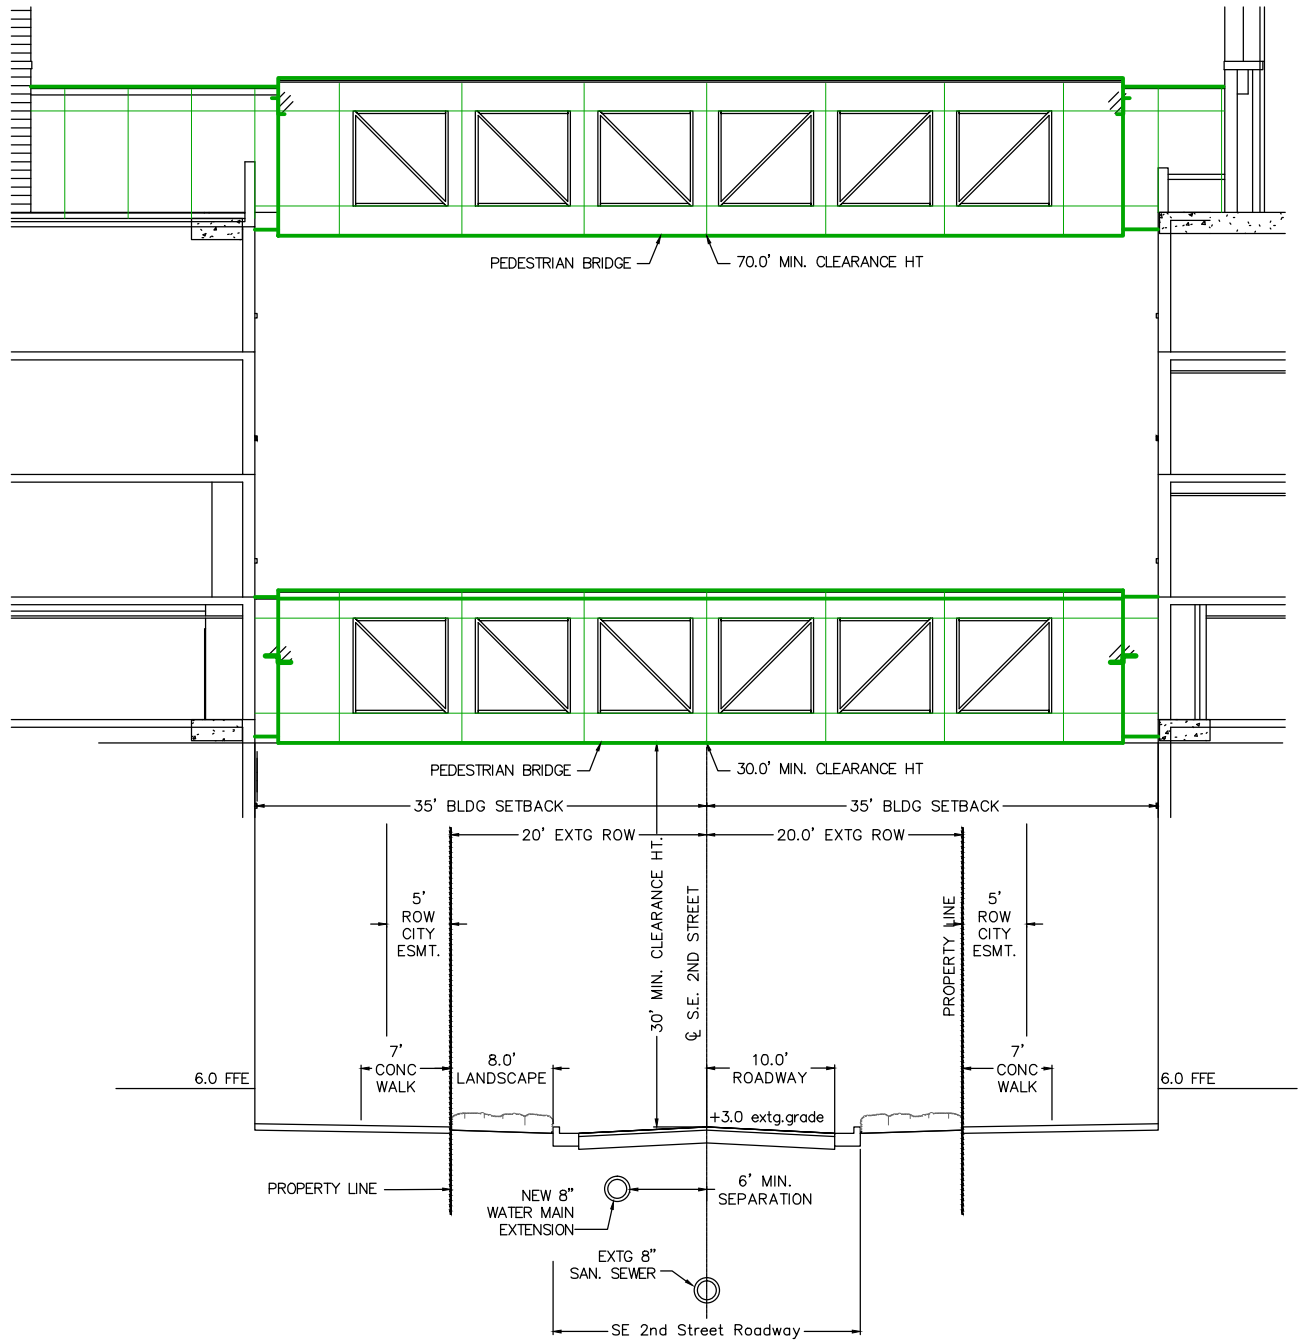 PEDESTRIAN BRIDGE
70.0' MIN. CLEARANCE HT
PEDESTRIAN BRIDGE
30.0' MIN. CLEARANCE HT
35' BLDG SETBACK
35' BLDG SETBACK
20' EXTG ROW
20.0' EXTG ROW
30' MIN. CLEARANCE HT.
℄ S.E. 2ND STREET
PROPERTY LINE
5'
ROW
CITY
ESMT.
5'
ROW
CITY
ESMT.
7'
CONC
WALK
8.0'
LANDSCAPE
10.0'
ROADWAY
7'
CONC
WALK
6.0 FFE
6.0 FFE
+3.0 extg.grade
PROPERTY LINE
NEW 8"
WATER MAIN
EXTENSION
6' MIN.
SEPARATION
EXTG 8"
SAN. SEWER
SE 2nd Street Roadway